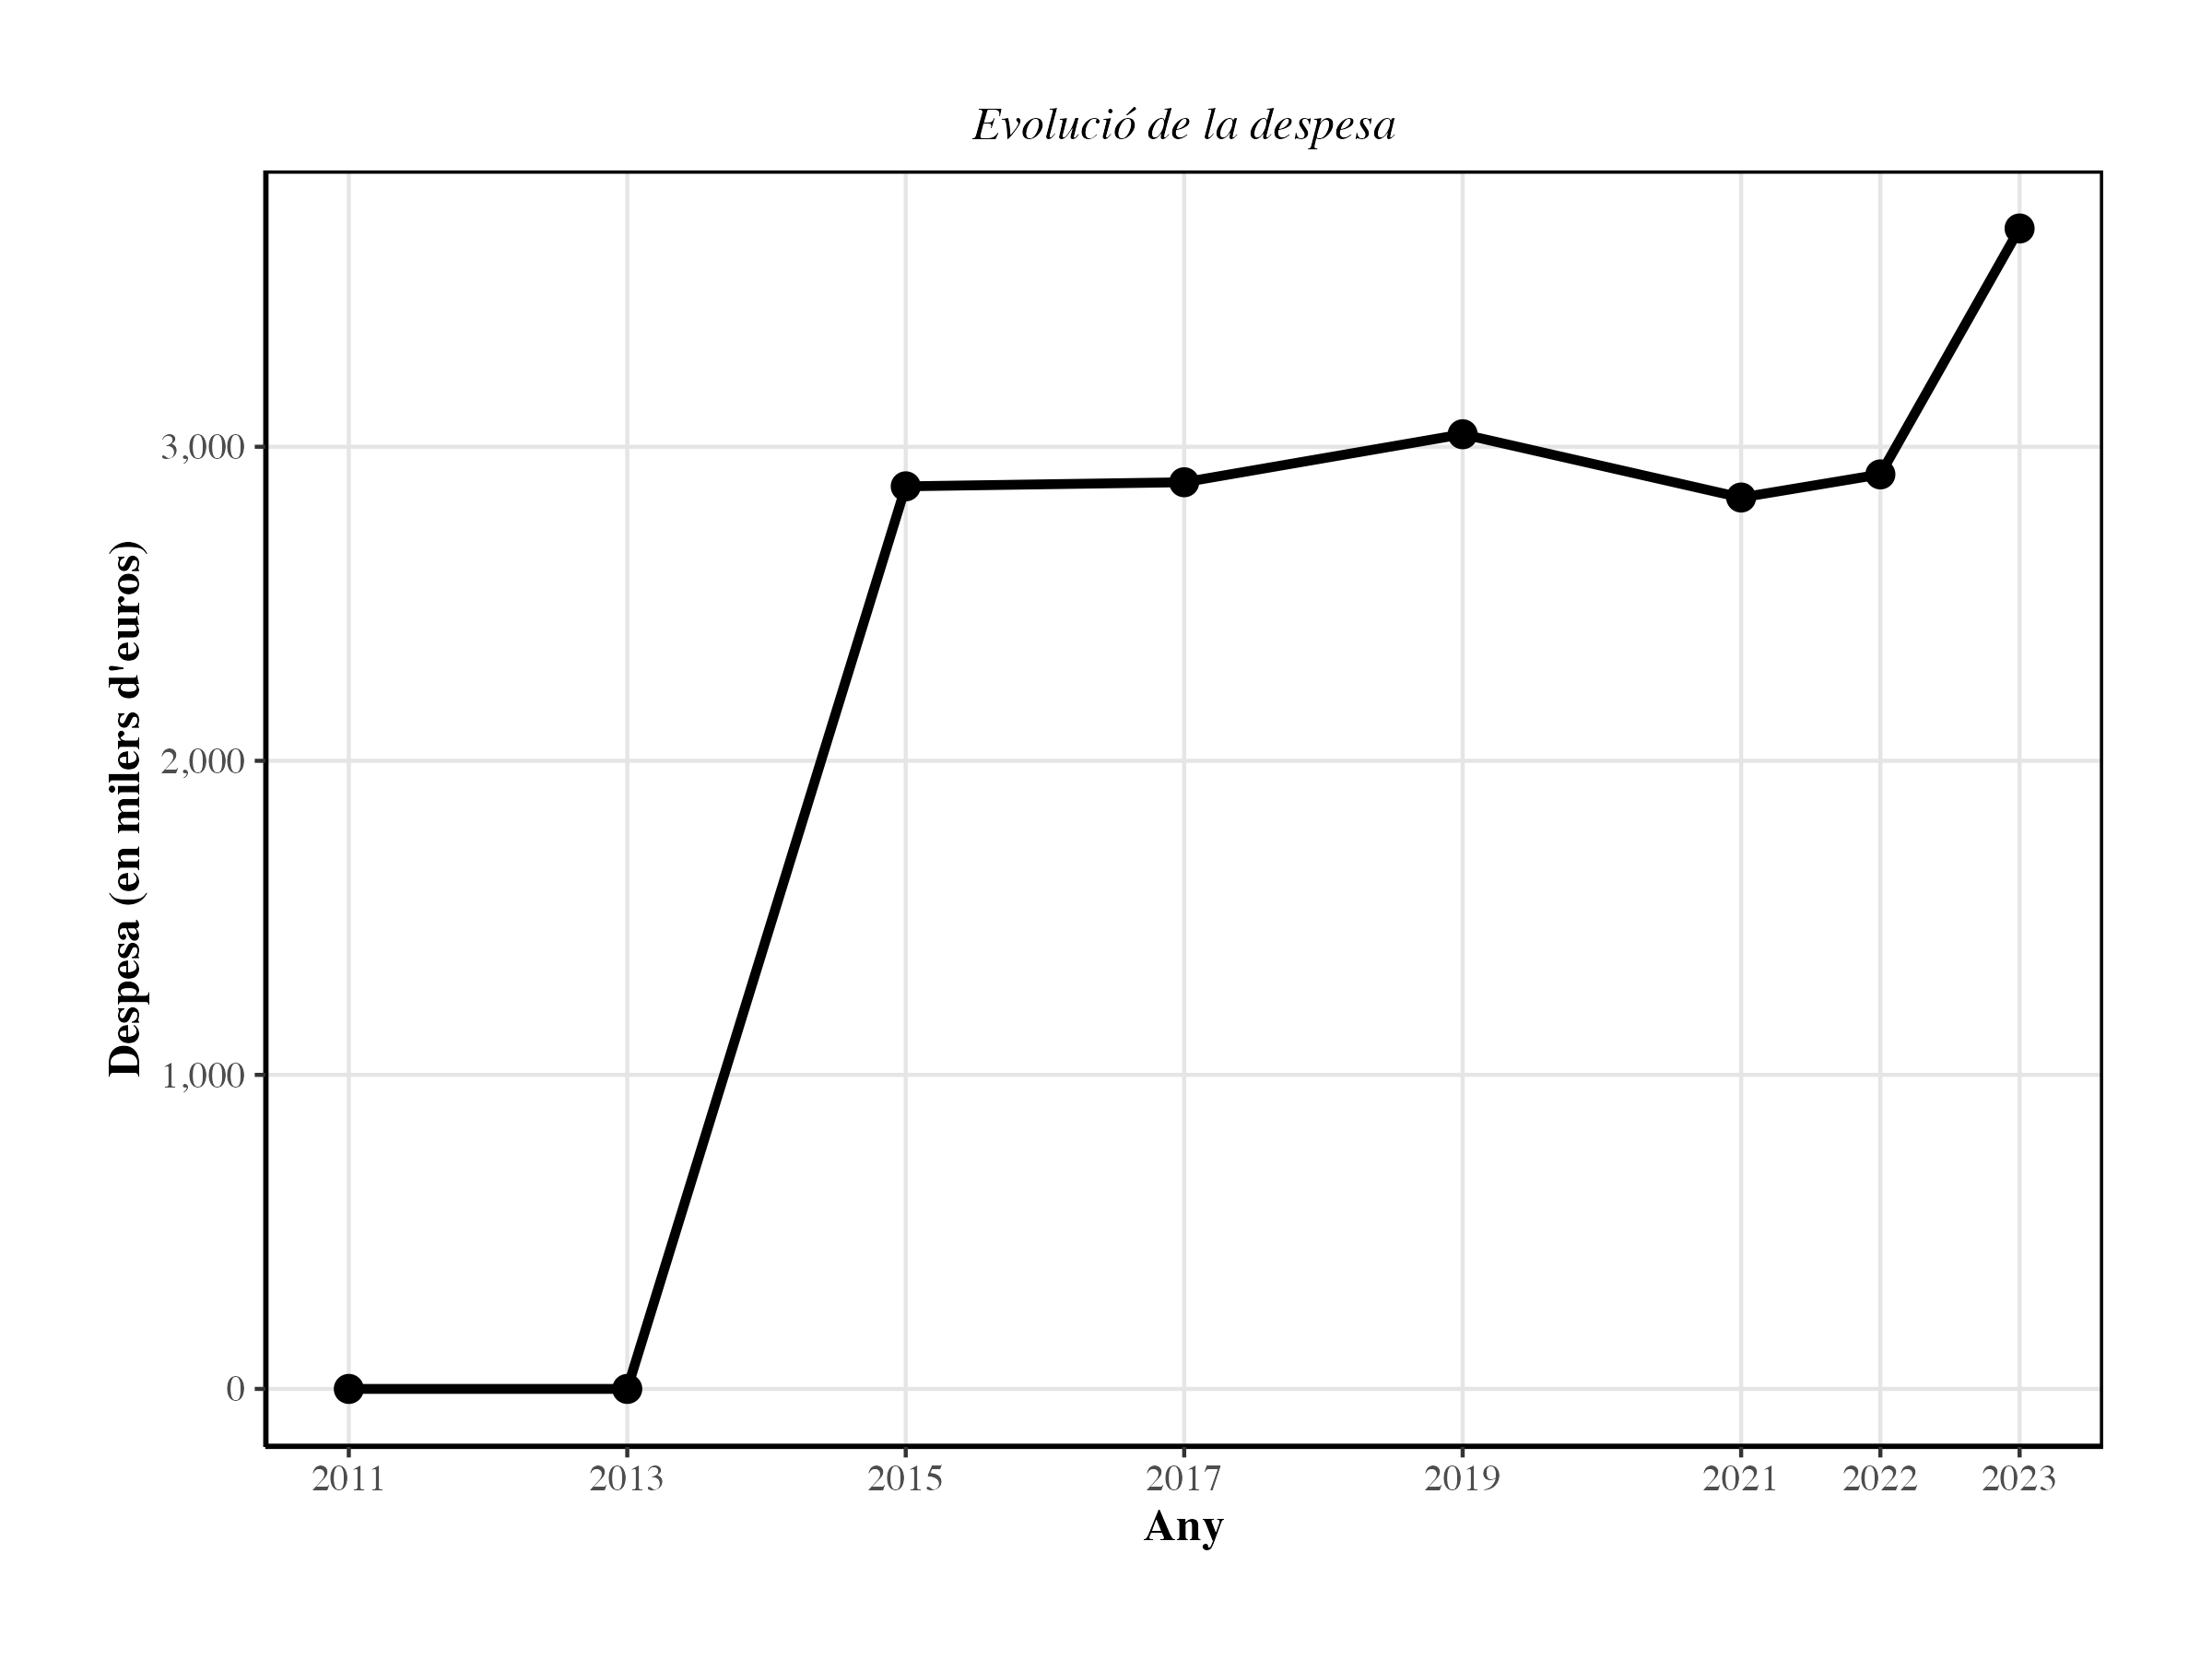 Evolució de la despesa
Despesa (en milers d'euros)
3,000
2,000
1,000
0
2011 2013 2015 2017 2019 2021 2022 2023
Any